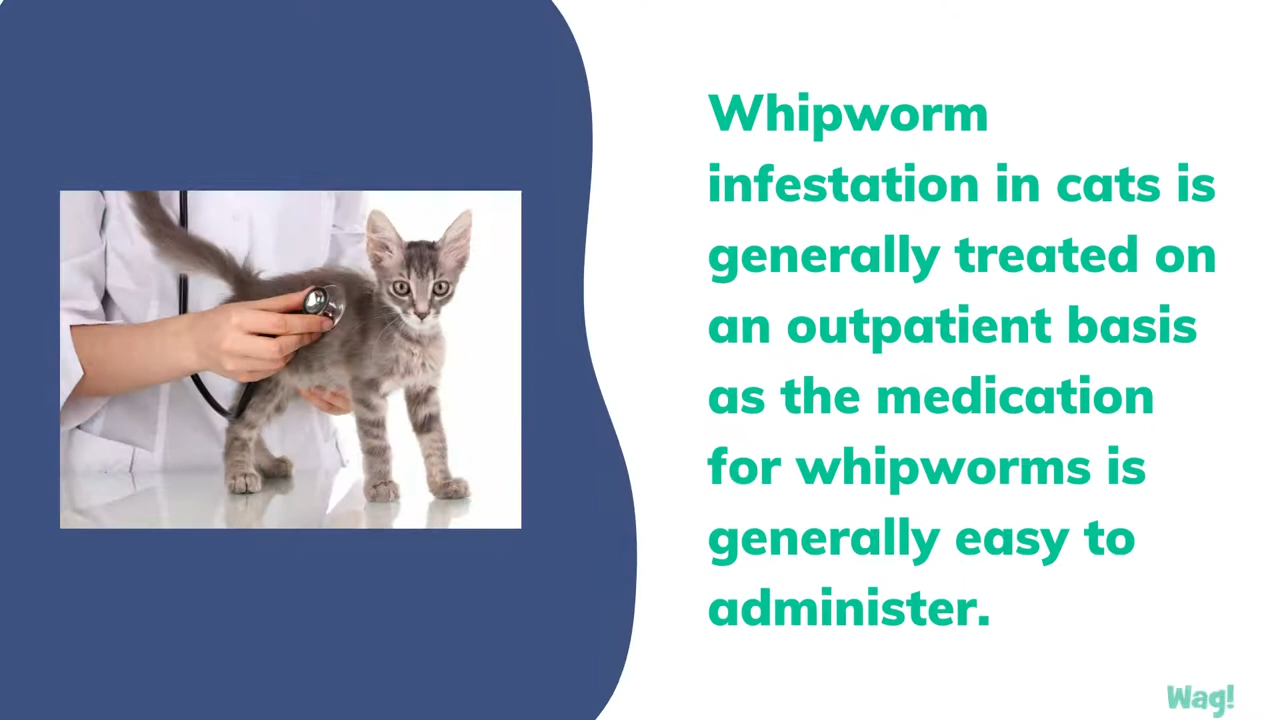 Whipworm
infestation in cats is
generally treated on
an outpatient basis
as the medication
for whipworms is
generally easy to
administer.
Wag!